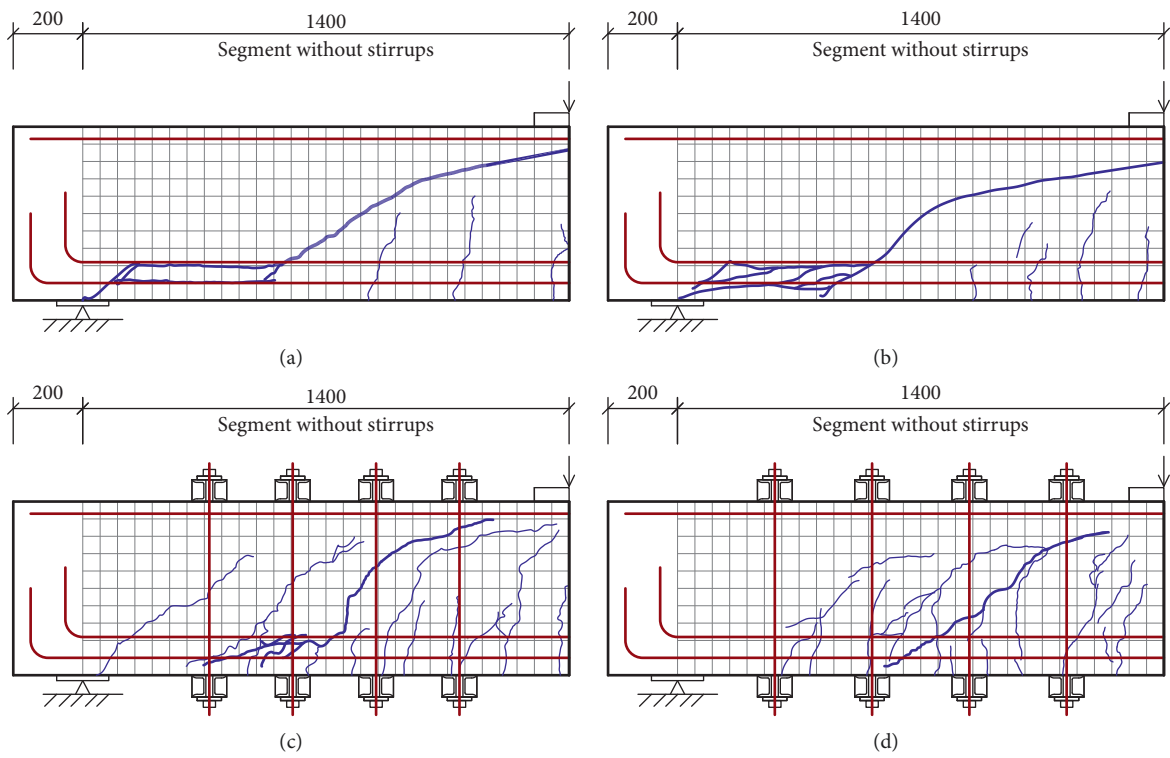 200 1400
Segment without stirrups
200 1400
Segment without stirrups
(a)
(b)
200 1400
Segment without stirrups
200 1400
Segment without stirrups
(c)
(d)